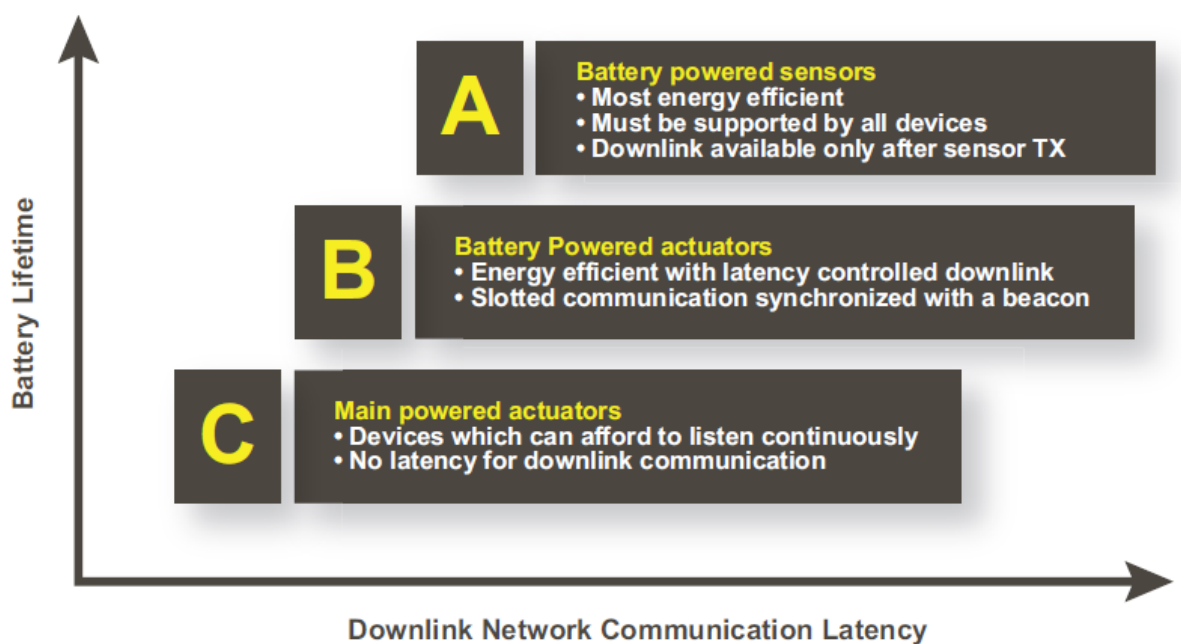 A
Battery powered sensors
• Most energy efficient
• Must be supported by all devices
• Downlink available only after sensor TX
B
Battery Powered actuators
• Energy efficient with latency controlled downlink
• Slotted communication synchronized with a beacon
C
Main powered actuators
• Devices which can afford to listen continuously
• No latency for downlink communication
Battery Lifetime
Downlink Network Communication Latency